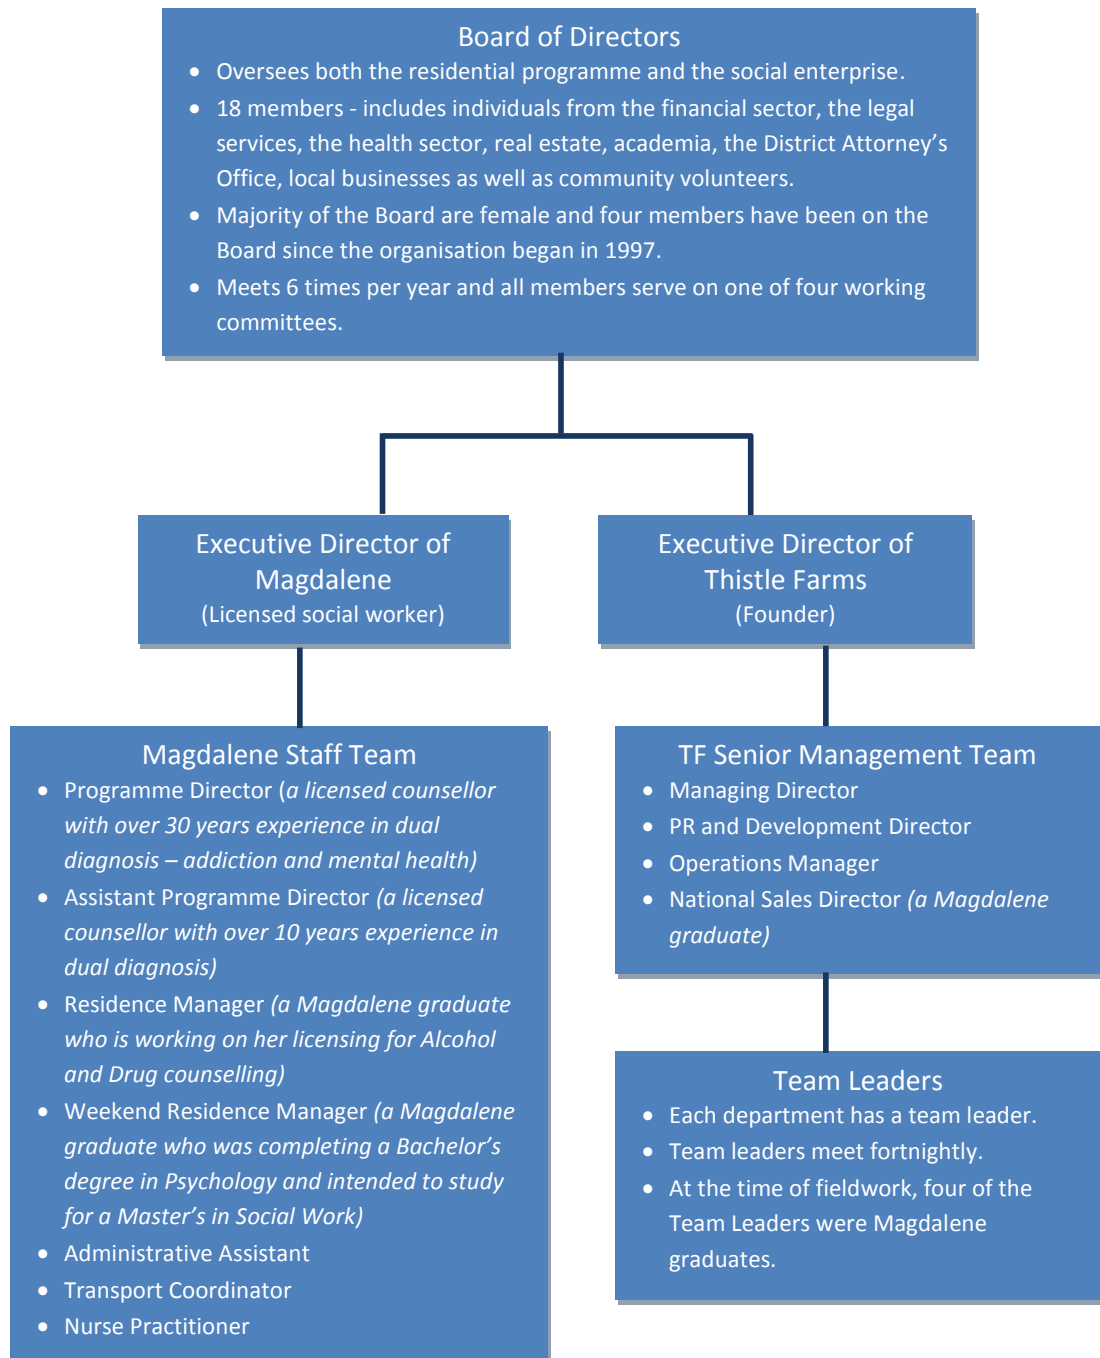 Board of Directors
• Oversees both the residential programme and the social enterprise.
• 18 members - includes individuals from the financial sector, the legal
services, the health sector, real estate, academia, the District Attorney’s
Office, local businesses as well as community volunteers.
• Majority of the Board are female and four members have been on the
Board since the organisation began in 1997.
• Meets 6 times per year and all members serve on one of four working
committees.
Executive Director of
Magdalene
(Licensed social worker)
Executive Director of
Thistle Farms
(Founder)
Magdalene Staff Team
• Programme Director (a licensed counsellor
with over 30 years experience in dual
diagnosis – addiction and mental health)
• Assistant Programme Director (a licensed
counsellor with over 10 years experience in
dual diagnosis)
• Residence Manager (a Magdalene graduate
who is working on her licensing for Alcohol
and Drug counselling)
• Weekend Residence Manager (a Magdalene
graduate who was completing a Bachelor’s
degree in Psychology and intended to study
for a Master’s in Social Work)
• Administrative Assistant
• Transport Coordinator
• Nurse Practitioner
TF Senior Management Team
• Managing Director
• PR and Development Director
• Operations Manager
• National Sales Director (a Magdalene
graduate)
Team Leaders
• Each department has a team leader.
• Team leaders meet fortnightly.
• At the time of fieldwork, four of the
Team Leaders were Magdalene
graduates.